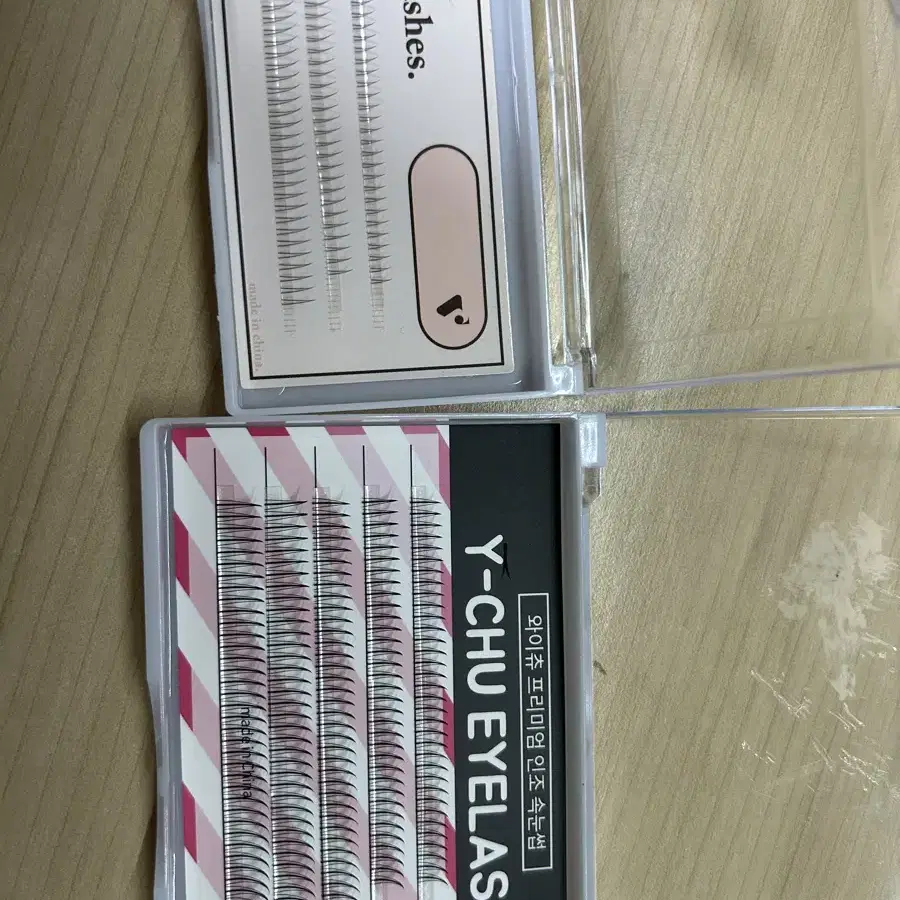 shes.
made in china.
와이츄 프리미엄 인조 속눈썹
Y-CHU EYELAS
made in China